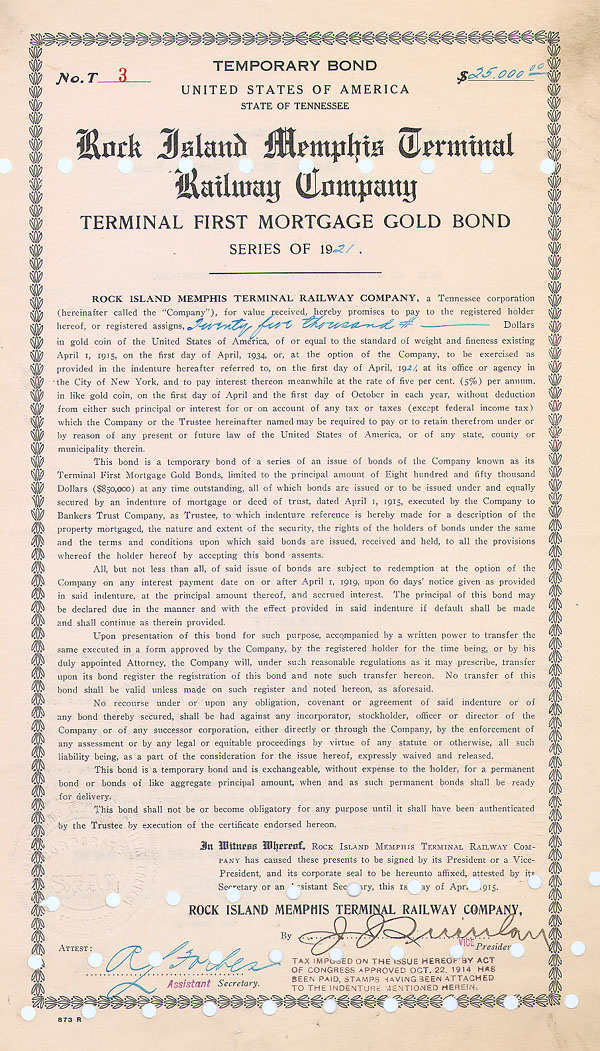 No. T 3
TEMPORARY BOND
$25.000 00
UNITED STATES OF AMERICA
STATE OF TENNESSEE
Rock Island Memphis Terminal
Railway Company
TERMINAL FIRST MORTGAGE GOLD BOND
SERIES OF 1921.
ROCK ISLAND MEMPHIS TERMINAL RAILWAY COMPANY, a Tennessee corporation
(hereinafter called the "Company"), for value received, hereby promises to pay to the registered holder
hereof, or registered assigns, Twenty five thousand Dollars
in gold coin of the United States of America, of or equal to the standard of weight and fineness existing
April 1, 1915, on the first day of April, 1934, or, at the option of the Company, to be exercised as
provided in the indenture hereafter referred to, on the first day of April, 1921, at its office or agency in
the City of New York, and to pay interest thereon meanwhile at the rate of five per cent. (5%) per annum,
in like gold coin, on the first day of April and the first day of October in each year, without deduction
from either such principal or interest for or on account of any tax or taxes (except federal income tax)
which the Company or the Trustee hereinafter named may be required to pay or to retain therefrom under or
by reason of any present or future law of the United States of America, or of any state, county or
municipality therein.
This bond is a temporary bond of a series of an issue of bonds of the Company known as its
Terminal First Mortgage Gold Bonds, limited to the principal amount of Eight hundred and fifty thousand
Dollars ($850,000) at any time outstanding, all of which bonds are issued or to be issued under and equally
secured by an indenture of mortgage or deed of trust, dated April 1, 1915, executed by the Company to
Bankers Trust Company, as Trustee, to which indenture reference is hereby made for a description of the
property mortgaged, the nature and extent of the security, the rights of the holders of bonds under the same
and the terms and conditions upon which said bonds are issued, received and held, to all the provisions
whereof the holder hereof by accepting this bond assents.
All, but not less than all, of said issue of bonds are subject to redemption at the option of the
Company on any interest payment date on or after April 1, 1919, upon 60 days' notice given as provided
in said indenture, at the principal amount thereof, and accrued interest. The principal of this bond may
be declared due in the manner and with the effect provided in said indenture if default shall be made
and shall continue as therein provided.
Upon presentation of this bond for such purpose, accompanied by a written power to transfer the
same executed in a form approved by the Company, by the registered holder for the time being, or by his
duly appointed Attorney, the Company will, under such reasonable regulations as it may prescribe, transfer
upon its bond register the registration of this bond and note such transfer hereon. No transfer of this
bond shall be valid unless made on such register and noted hereon, as aforesaid.
No recourse under or upon any obligation, covenant or agreement of said indenture or of
any bond thereby secured, shall be had against any incorporator, stockholder, officer or director of the
Company or of any successor corporation, either directly or through the Company, by the enforcement of
any assessment or by any legal or equitable proceedings by virtue of any statute or otherwise, all such
liability being, as a part of the consideration for the issue hereof, expressly waived and released.
This bond is a temporary bond and is exchangeable, without expense to the holder, for a permanent
bond or bonds of like aggregate principal amount, when and as such permanent bonds shall be ready
for delivery.
This bond shall not be or become obligatory for any purpose until it shall have been authenticated
by the Trustee by execution of the certificate endorsed hereon.
In Witness Whereof, ROCK ISLAND MEMPHIS TERMINAL RAILWAY COM-
PANY has caused these presents to be signed by its President or a Vice-
President, and its corporate seal to be hereunto affixed, attested by its
Secretary or an Assistant Secretary, this 1st day of April 1915.
ROCK ISLAND MEMPHIS TERMINAL RAILWAY COMPANY,
By J. J. Quinlan
VICE President
ATTEST:
R J Forbes
Assistant Secretary.
TAX IMPOSED ON THE ISSUE HEREOF BY ACT
OF CONGRESS APPROVED OCT. 22, 1914 HAS
BEEN PAID, STAMPS HAVING BEEN ATTACHED
TO THE INDENTURE MENTIONED HEREIN.
873 R